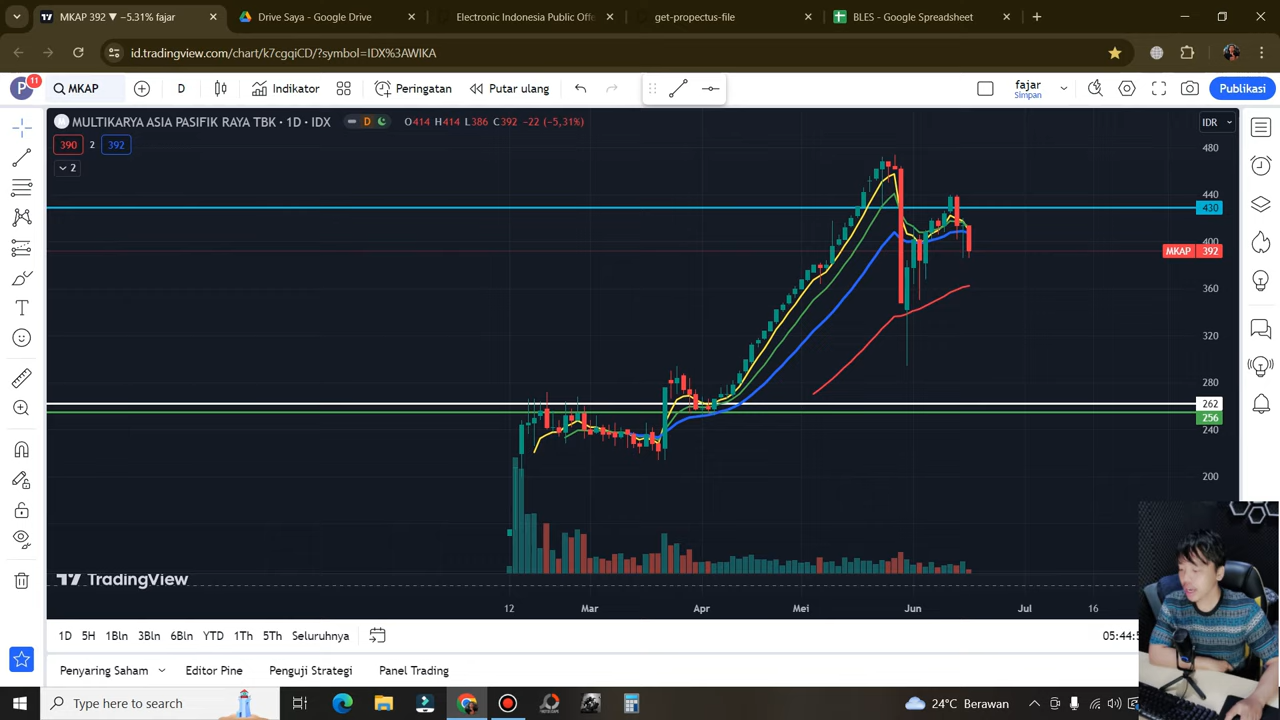 MKAP 392 ▼ −5.31% fajar
Drive Saya - Google Drive
Electronic Indonesia Public Offe
get-propectus-file
BLES - Google Spreadsheet
id.tradingview.com/chart/k7cgqiCD/?symbol=IDX%3AWIKA
P 11
MKAP
D
Indikator
Peringatan
Putar ulang
fajar
Simpan
Publikasi
M MULTIKARYA ASIA PASIFIK RAYA TBK · 1D · IDX
D
O414 H414 L386 C392 −22 (−5,31%)
IDR
390 2 392
2
480
440
430
400
MKAP 392
360
320
280
262
256
240
200
TradingView
12 Mar Apr Mei Jun Jul 16
1D 5H 1Bln 3Bln 6Bln YTD 1Th 5Th Seluruhnya
05:44:5
Penyaring Saham Editor Pine Penguji Strategi Panel Trading
Type here to search
24°C Berawan